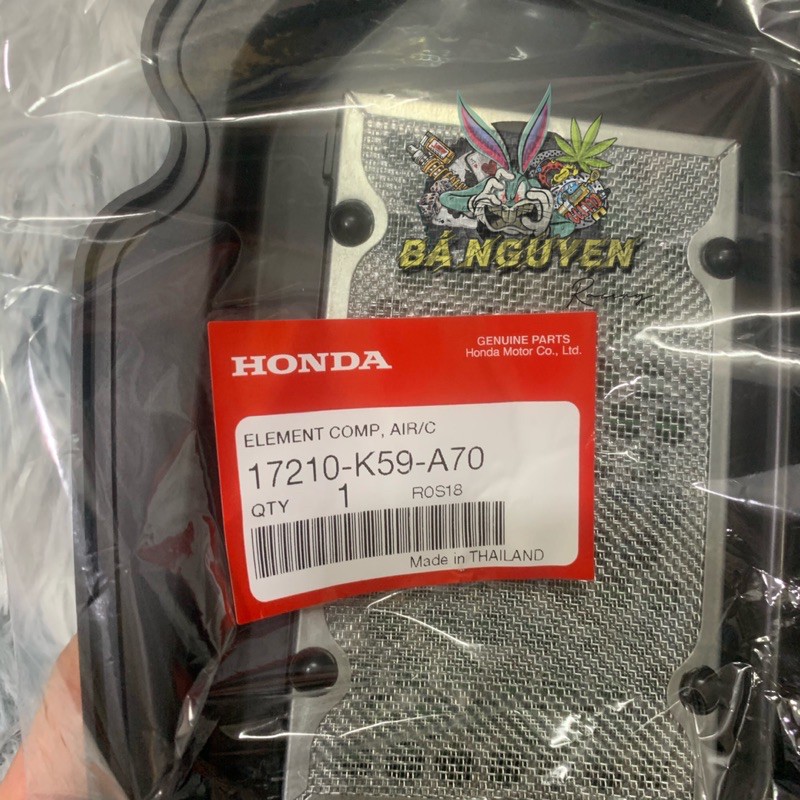 BÁ NGUYEN
Racing
HONDA
GENUINE PARTS
Honda Motor Co., Ltd.
ELEMENT COMP, AIR/C
17210-K59-A70
QTY 1 R0S18
Made in THAILAND